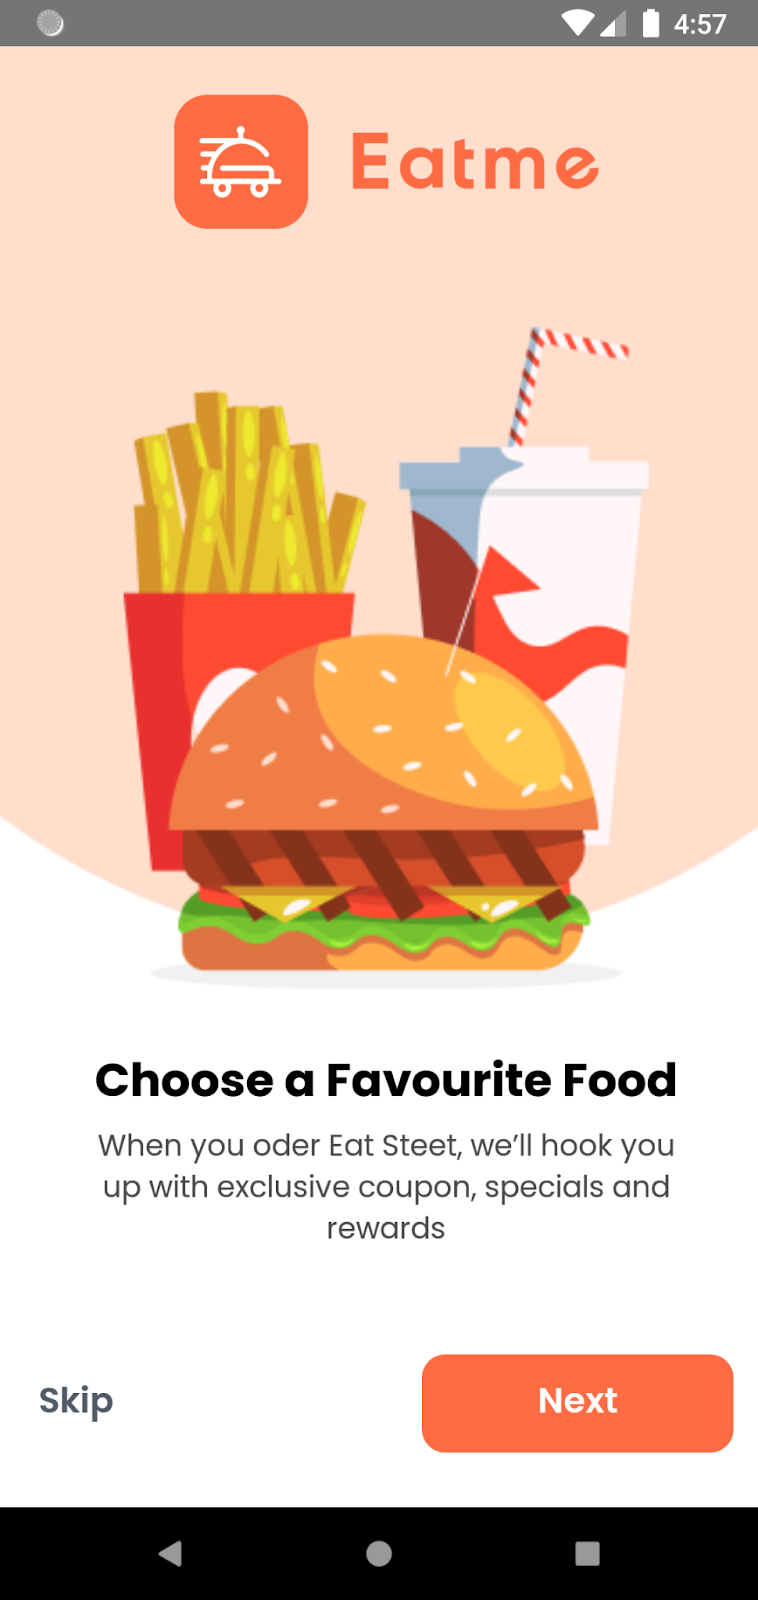 4:57
Eatme
Choose a Favourite Food
When you oder Eat Steet, we’ll hook you
up with exclusive coupon, specials and
rewards
Skip
Next